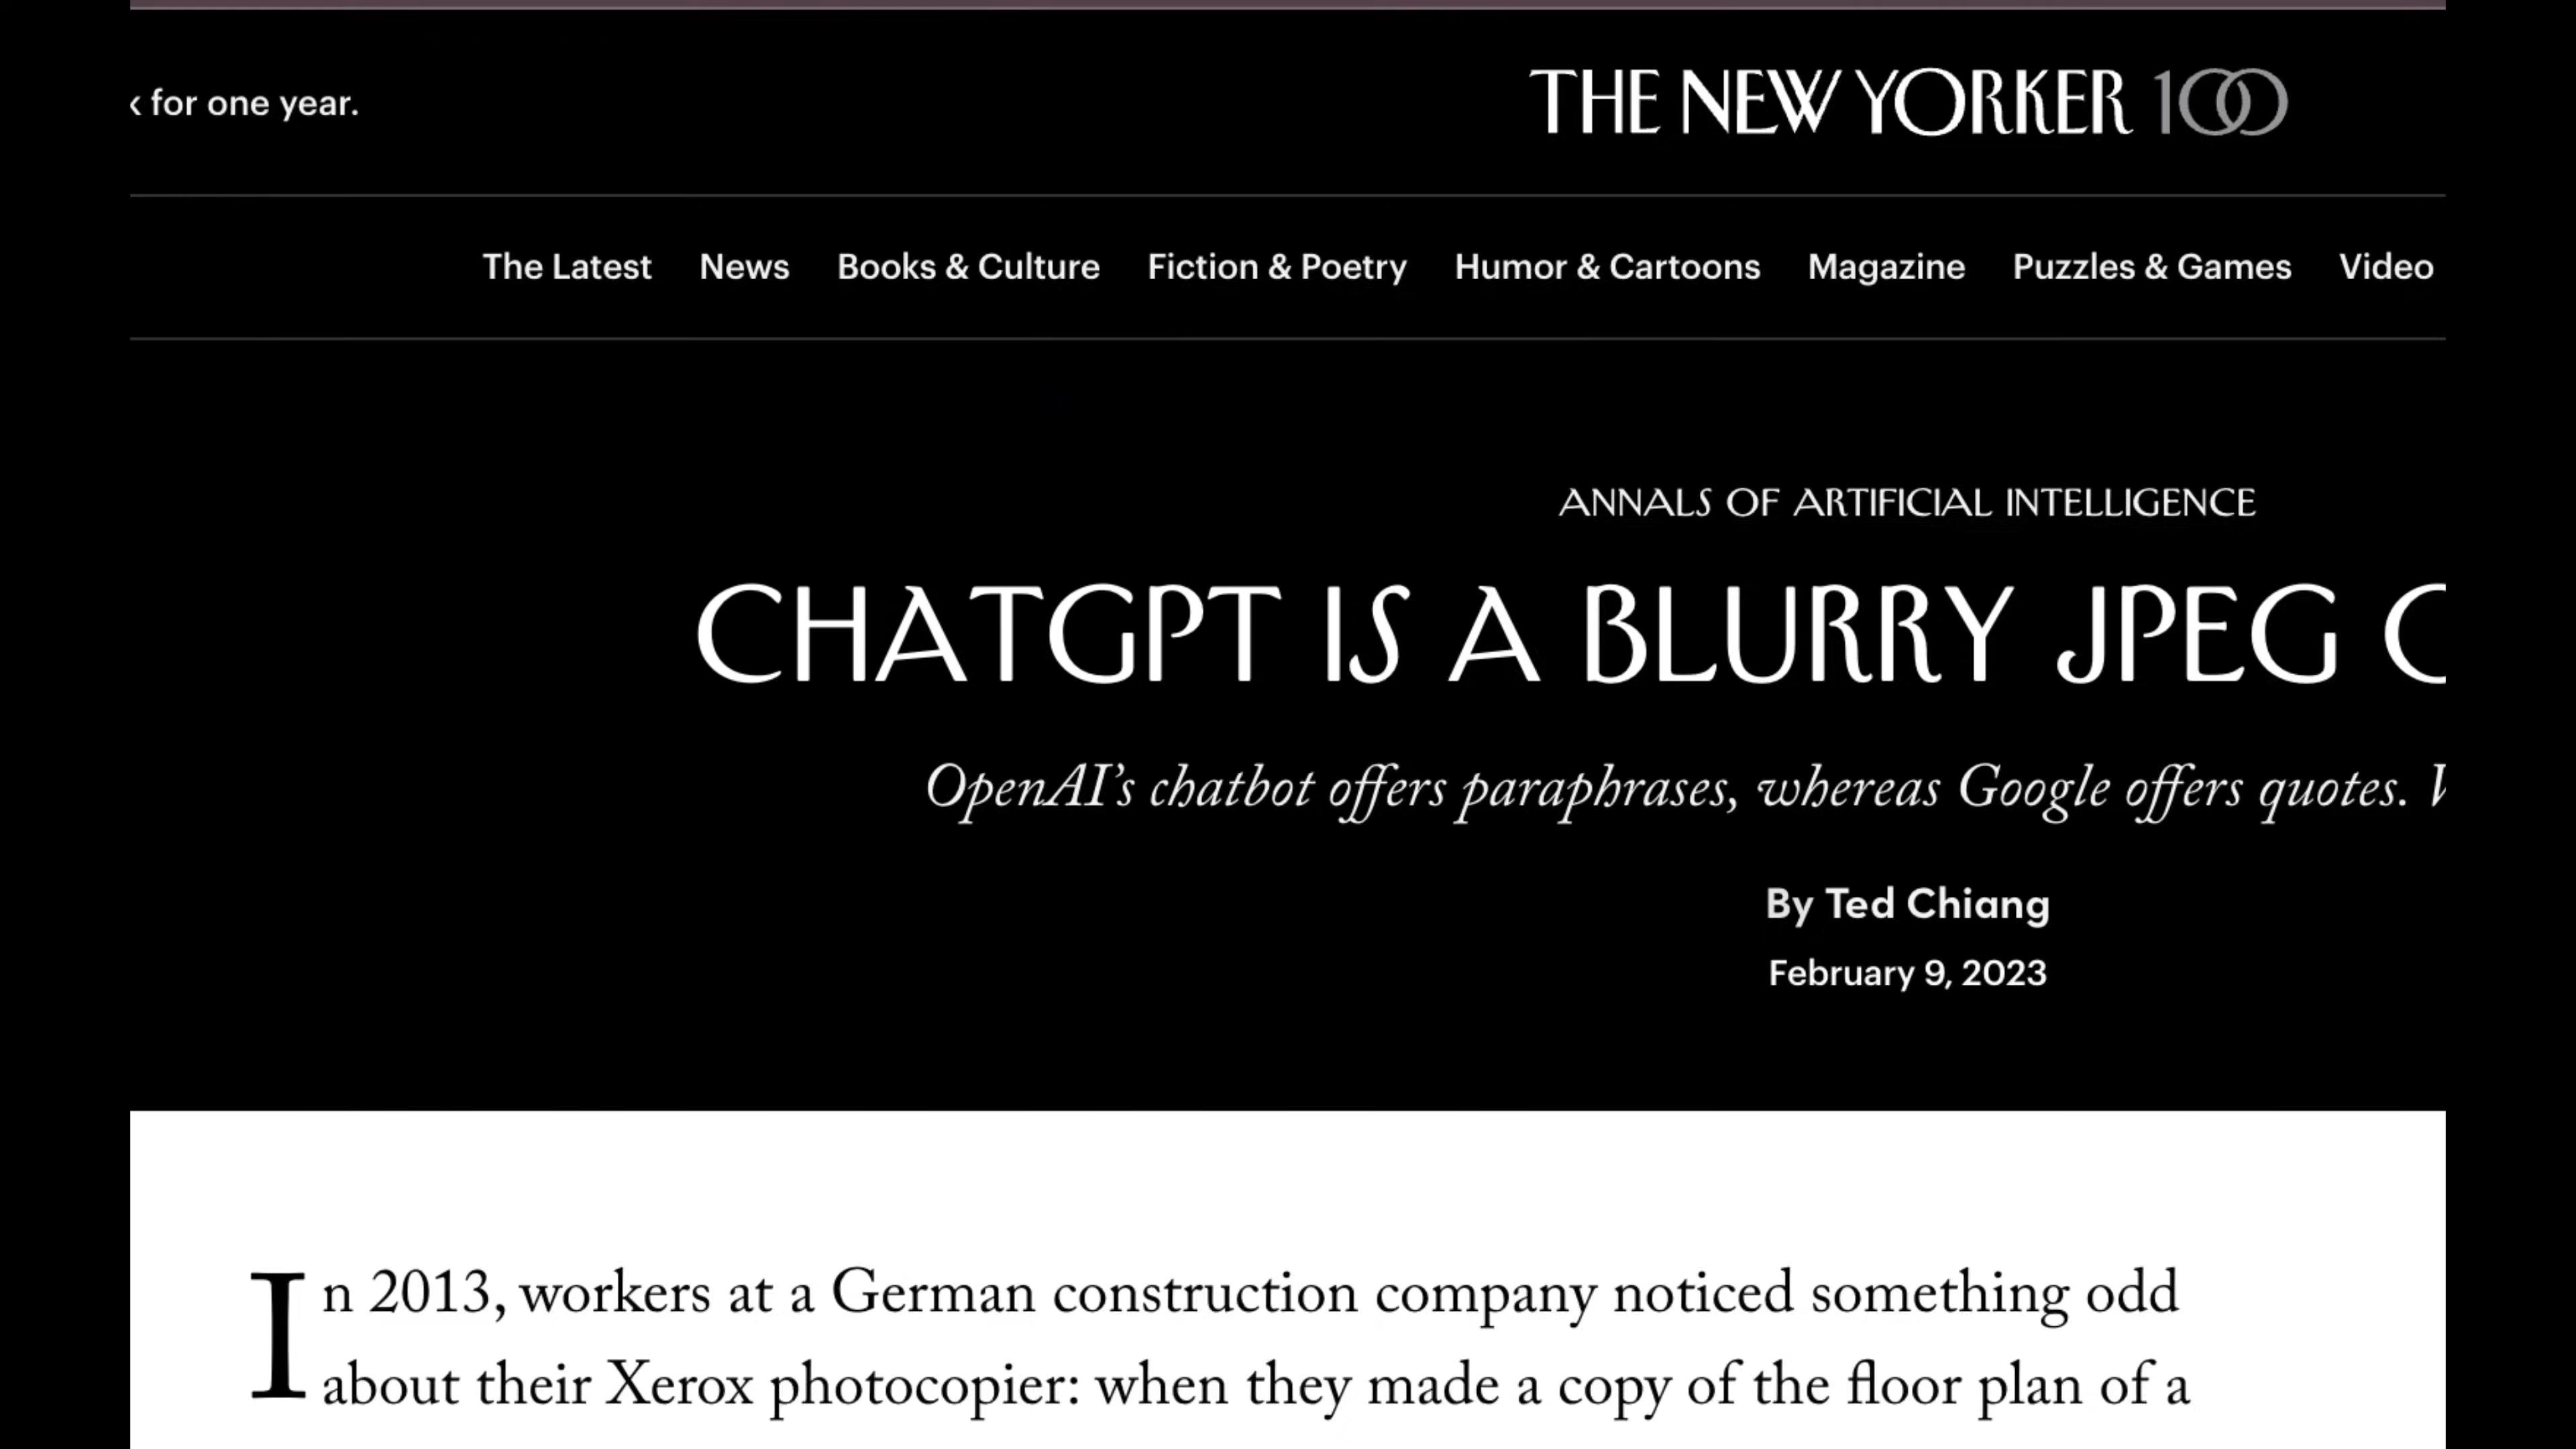 for one year.
THE NEW YORKER 100
The Latest News Books & Culture Fiction & Poetry Humor & Cartoons Magazine Puzzles & Games Video
ANNALS OF ARTIFICIAL INTELLIGENCE
CHATGPT IS A BLURRY JPEG
OpenAI’s chatbot offers paraphrases, whereas Google offers quotes.
By Ted Chiang
February 9, 2023
In 2013, workers at a German construction company noticed something odd
about their Xerox photocopier: when they made a copy of the floor plan of a